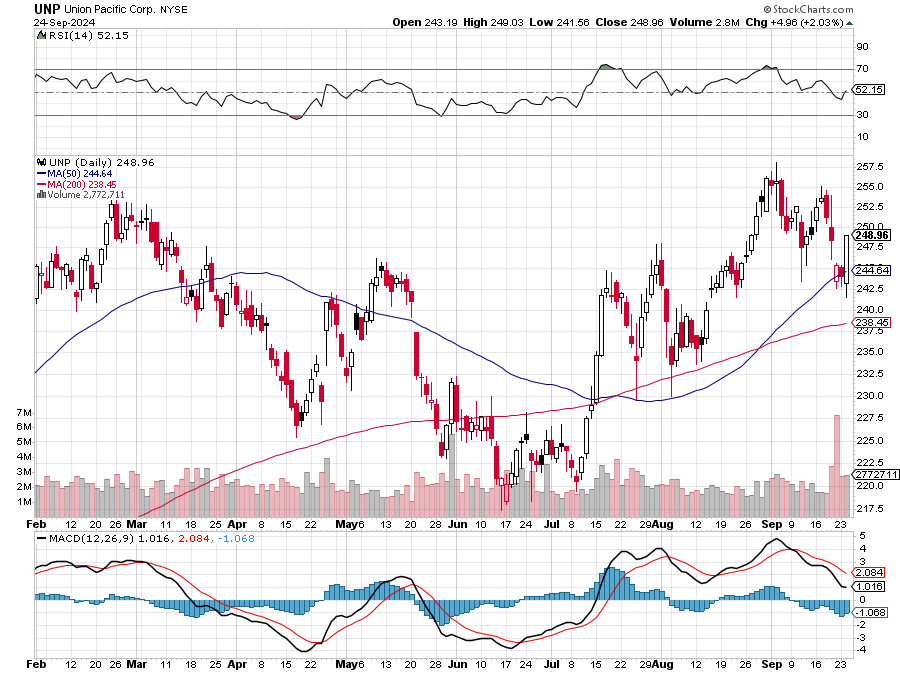 UNP Union Pacific Corp. NYSE
© StockCharts.com
24-Sep-2024
Open 243.19 High 249.03 Low 241.56 Close 248.96 Volume 2.8M Chg +4.96 (+2.03%)
RSI(14) 52.15
90
70
52.15
30
10
UNP (Daily) 248.96
MA(50) 244.64
MA(200) 238.45
Volume 2,772,711
257.5
255.0
252.5
250.0
248.96
247.5
244.64
242.5
240.0
238.45
237.5
235.0
232.5
230.0
227.5
225.0
222.5
2772711
220.0
217.5
7M
6M
5M
4M
3M
2M
1M
Feb 12 20 26 Mar 11 18 25 Apr 8 15 22 May 6 13 20 28 Jun 10 17 24 Jul 8 15 22 29 Aug 12 19 26 Sep 9 16 23
MACD(12,26,9) 1.016, 2.084, -1.068
5
4
3
2.084
1.016
0
-1.068
-2
-3
-4
Feb 12 20 26 Mar 11 18 25 Apr 8 15 22 May 6 13 20 28 Jun 10 17 24 Jul 8 15 22 29 Aug 12 19 26 Sep 9 16 23